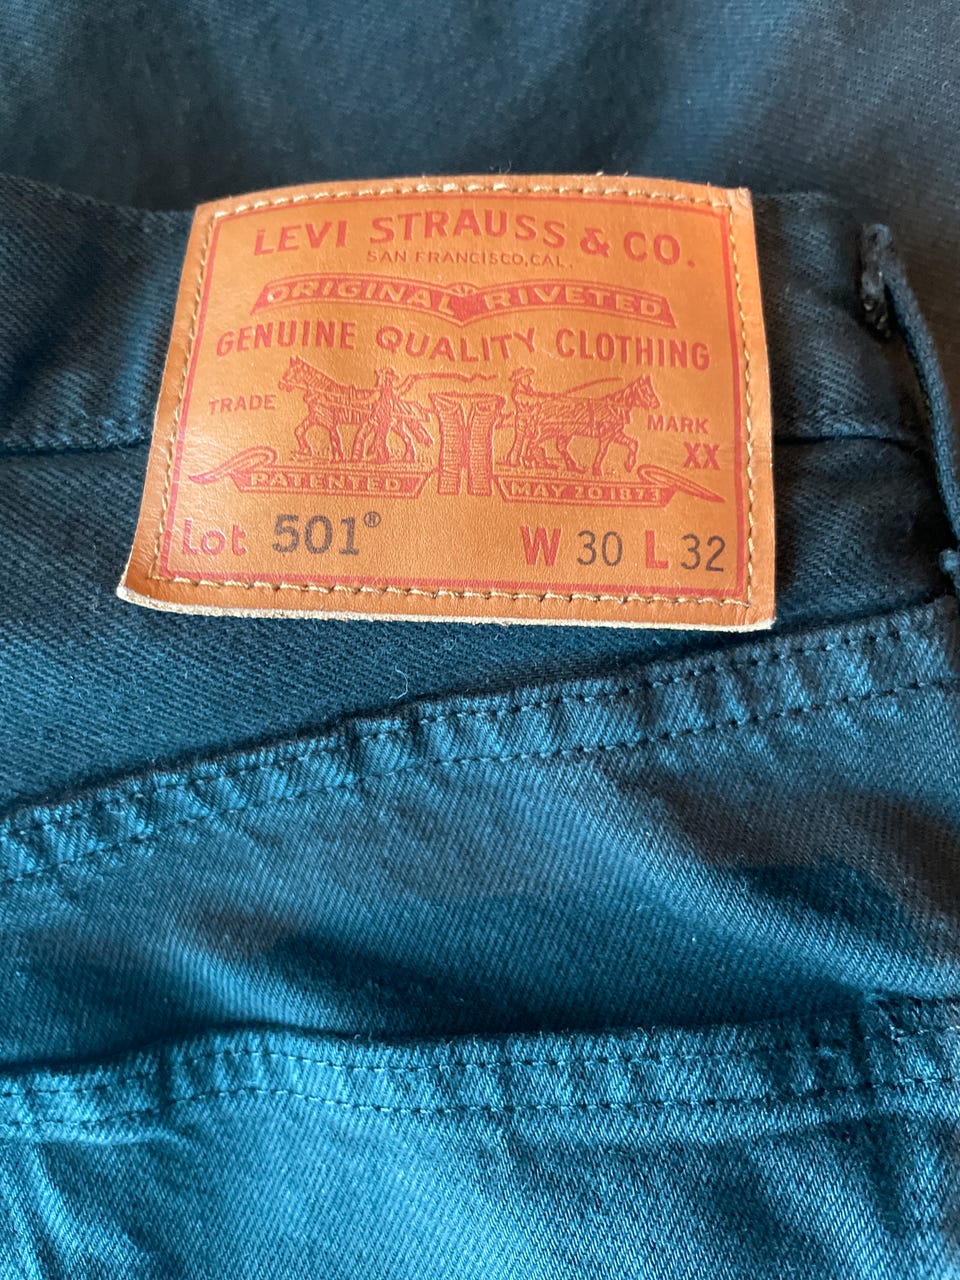 LEVI STRAUSS & CO.
SAN FRANCISCO, CAL.
ORIGINAL RIVETED
GENUINE QUALITY CLOTHING
TRADE MARK
XX
PATENTED MAY 20 1873
Lot 501® W 30 L 32